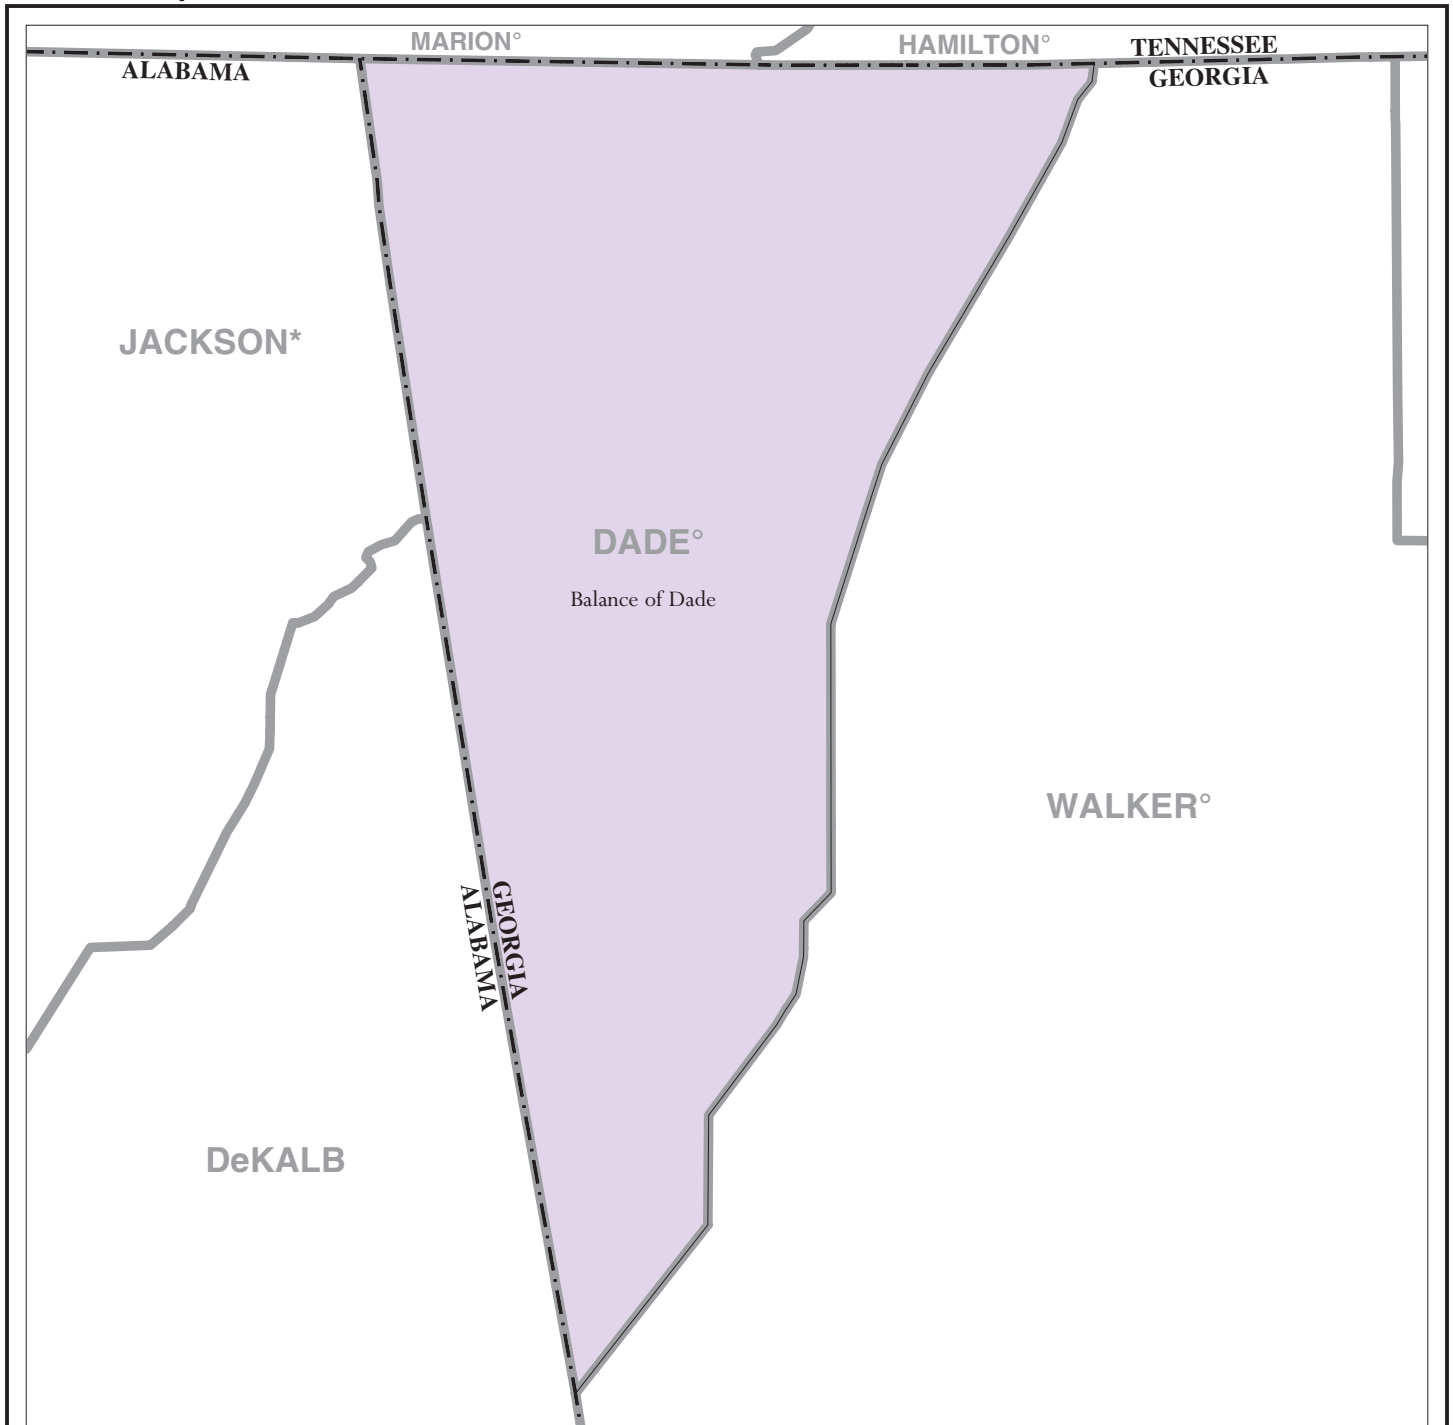 MARION°
HAMILTON°
TENNESSEE
ALABAMA
GEORGIA
JACKSON*
DADE°
Balance of Dade
WALKER°
GEORGIA
ALABAMA
DeKALB